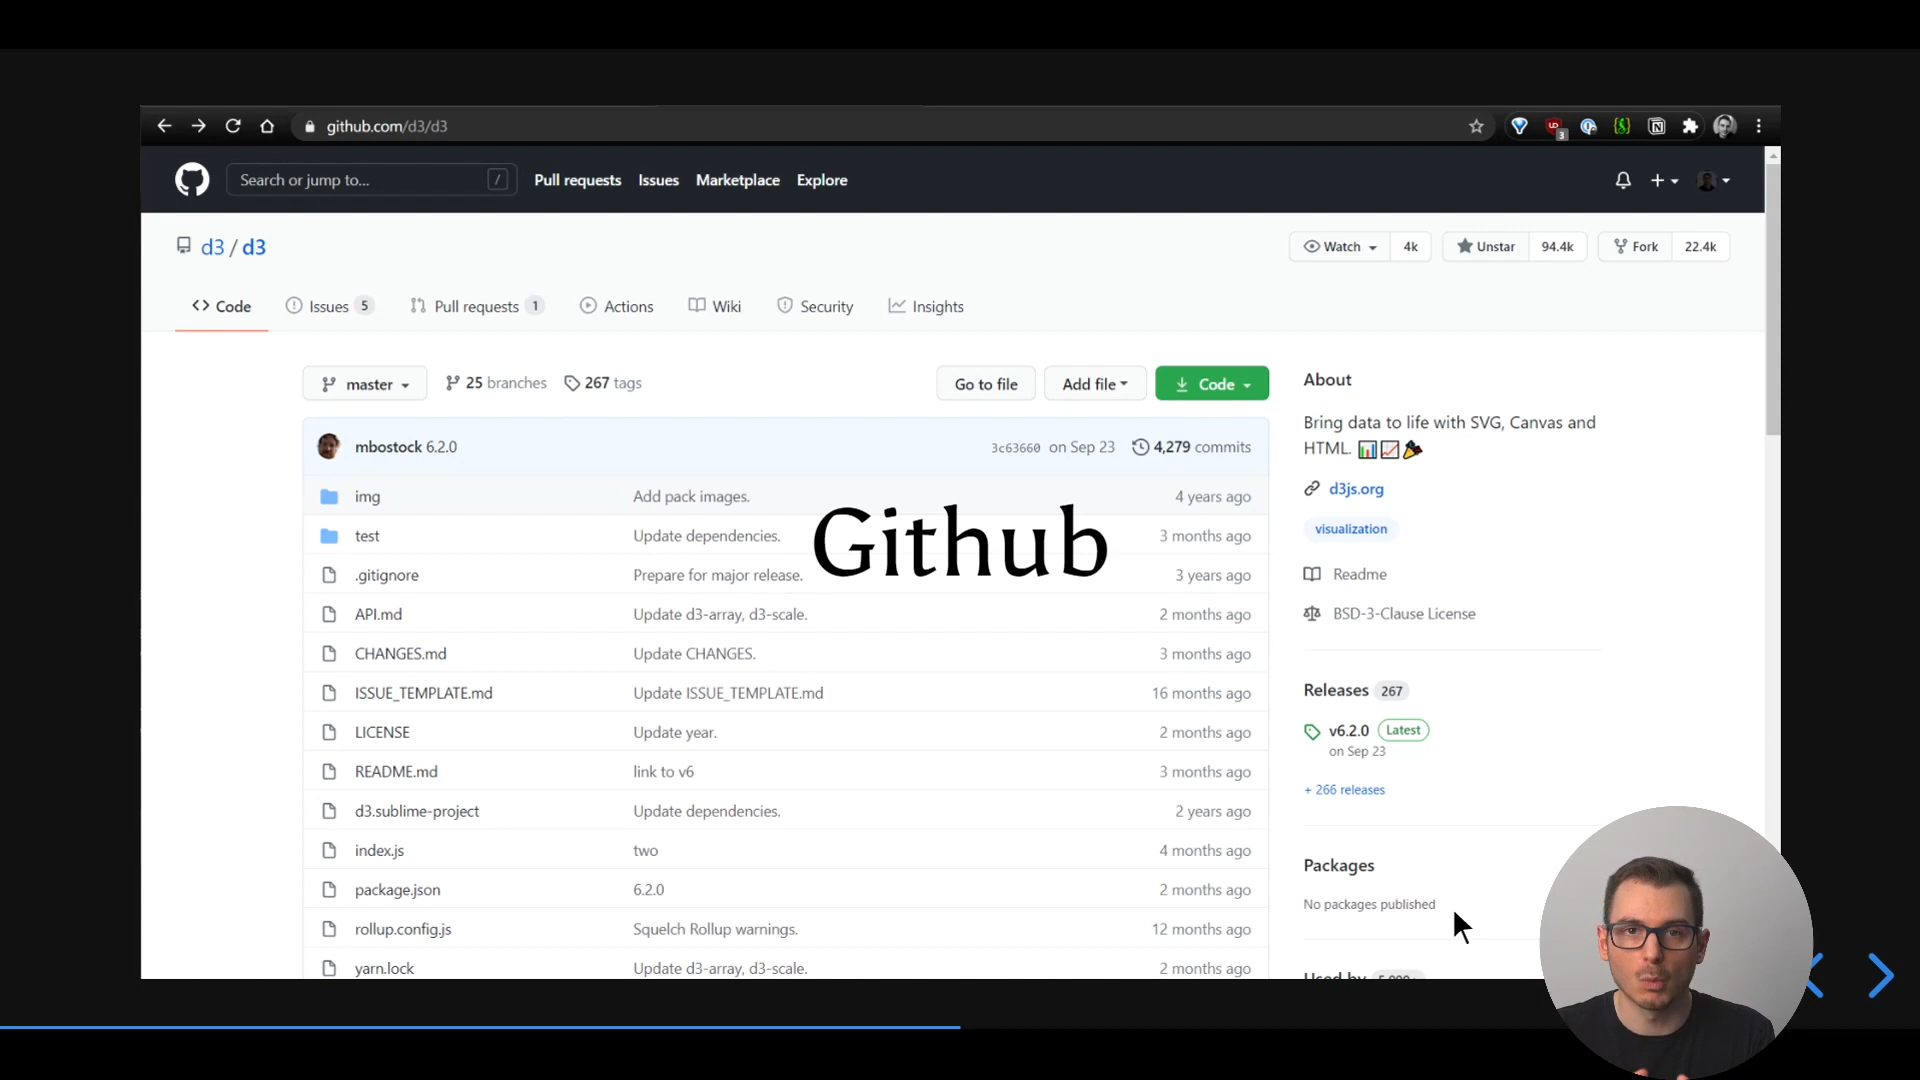 github.com/d3/d3
3
Search or jump to... /
Pull requests Issues Marketplace Explore
d3 / d3
Watch 4k Unstar 94.4k Fork 22.4k
Code Issues 5 Pull requests 1 Actions Wiki Security Insights
master 25 branches 267 tags Go to file Add file Code
mbostock 6.2.0 3c63660 on Sep 23 4,279 commits
img Add pack images. 4 years ago
test Update dependencies. 3 months ago
.gitignore Prepare for major release. 3 years ago
API.md Update d3-array, d3-scale. 2 months ago
CHANGES.md Update CHANGES. 3 months ago
ISSUE_TEMPLATE.md Update ISSUE_TEMPLATE.md 16 months ago
LICENSE Update year. 2 months ago
README.md link to v6 3 months ago
d3.sublime-project Update dependencies. 2 years ago
index.js two 4 months ago
package.json 6.2.0 2 months ago
rollup.config.js Squelch Rollup warnings. 12 months ago
yarn.lock Update d3-array, d3-scale. 2 months ago
Github
About
Bring data to life with SVG, Canvas and
HTML.
d3js.org
visualization
Readme
BSD-3-Clause License
Releases 267
v6.2.0 Latest
on Sep 23
+ 266 releases
Packages
No packages published
Used by